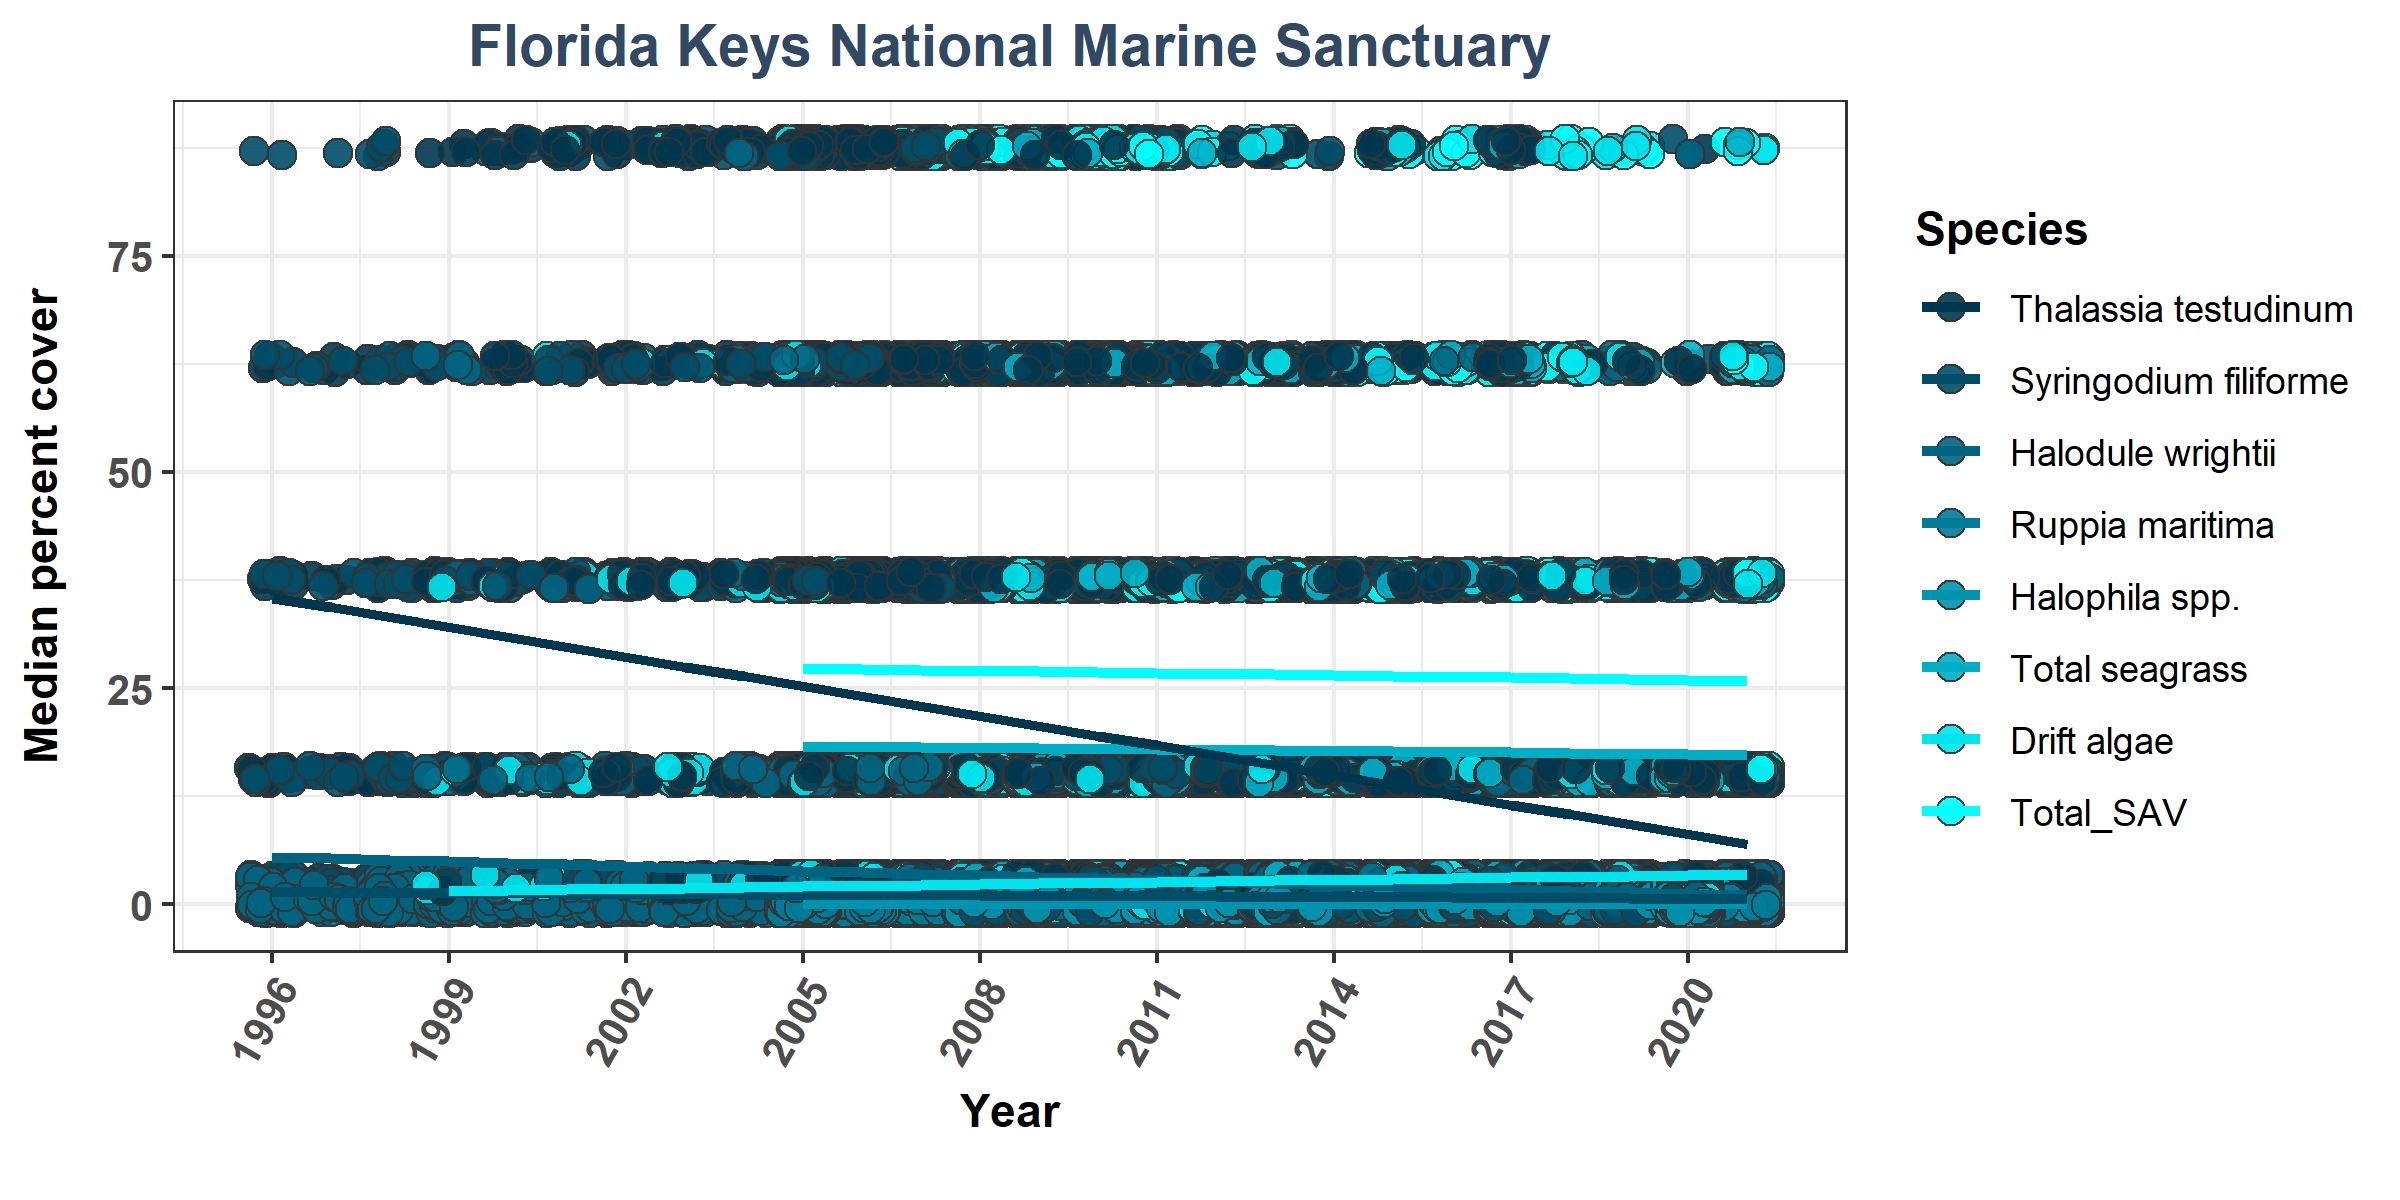 Florida Keys National Marine Sanctuary
Median percent cover
75
50
25
0
1996
1999
2002
2005
2008
2011
2014
2017
2020
Year
Species
Thalassia testudinum
Syringodium filiforme
Halodule wrightii
Ruppia maritima
Halophila spp.
Total seagrass
Drift algae
Total_SAV